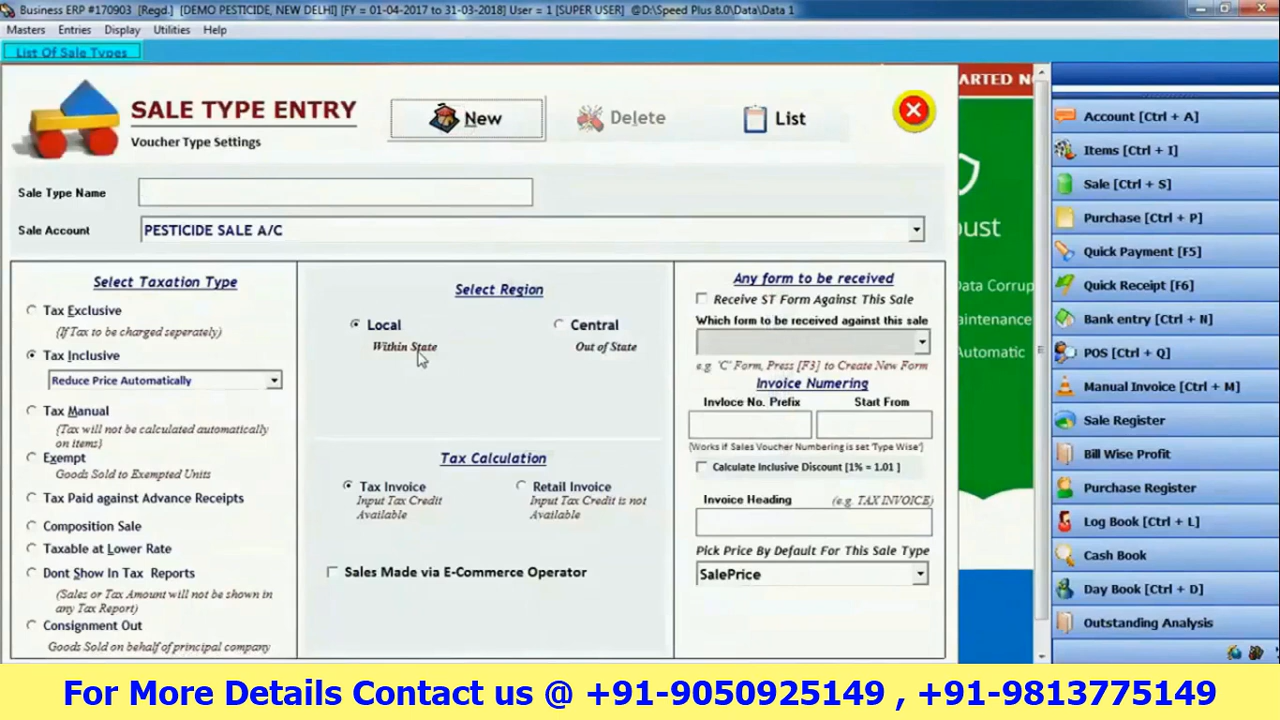 Business ERP #170903 [Regd.] [DEMO PESTICIDE, NEW DELHI] [FY = 01-04-2017 to 31-03-2018] User = 1 [SUPER USER] @D:\Speed Plus 8.0\Data\Data 1
Masters Entries Display Utilities Help
List Of Sale Types
SALE TYPE ENTRY
Voucher Type Settings
New
Delete
List
Sale Type Name
Sale Account
PESTICIDE SALE A/C
Select Taxation Type
Tax Exclusive
(If Tax to be charged seperately)
Tax Inclusive
Reduce Price Automatically
Tax Manual
{Tax will not be calculated automatically
on items}
Exempt
Goods Sold to Exempted Units
Tax Paid against Advance Receipts
Composition Sale
Taxable at Lower Rate
Dont Show In Tax Reports
(Sales or Tax Amount will not be shown in
any Tax Report)
Consignment Out
Goods Sold on behalf of principal company
Select Region
Local
Within State
Central
Out of State
Tax Calculation
Tax Invoice
Input Tax Credit
Available
Retail Invoice
Input Tax Credit is not
Available
Sales Made via E-Commerce Operator
Any form to be received
Receive ST Form Against This Sale
Which form to be received against this sale
e.g 'C' Form, Press [F3] to Create New Form
Invoice Numering
Invloce No. Prefix
Start From
{Works if Sales Voucher Numbering is set 'Type Wise'}
Calculate Inclusive Discount [1% = 1.01 ]
Invoice Heading (e.g. TAX INVOICE)
Pick Price By Default For This Sale Type
SalePrice
ARTED NO
oust
Data Corrup
aintenance
Automatic
Account [Ctrl + A]
Items [Ctrl + I]
Sale [Ctrl + S]
Purchase [Ctrl + P]
Quick Payment [F5]
Quick Receipt [F6]
Bank entry [Ctrl + N]
POS [Ctrl + Q]
Manual Invoice [Ctrl + M]
Sale Register
Bill Wise Profit
Purchase Register
Log Book [Ctrl + L]
Cash Book
Day Book [Ctrl + D]
Outstanding Analysis
For More Details Contact us @ +91-9050925149 , +91-9813775149